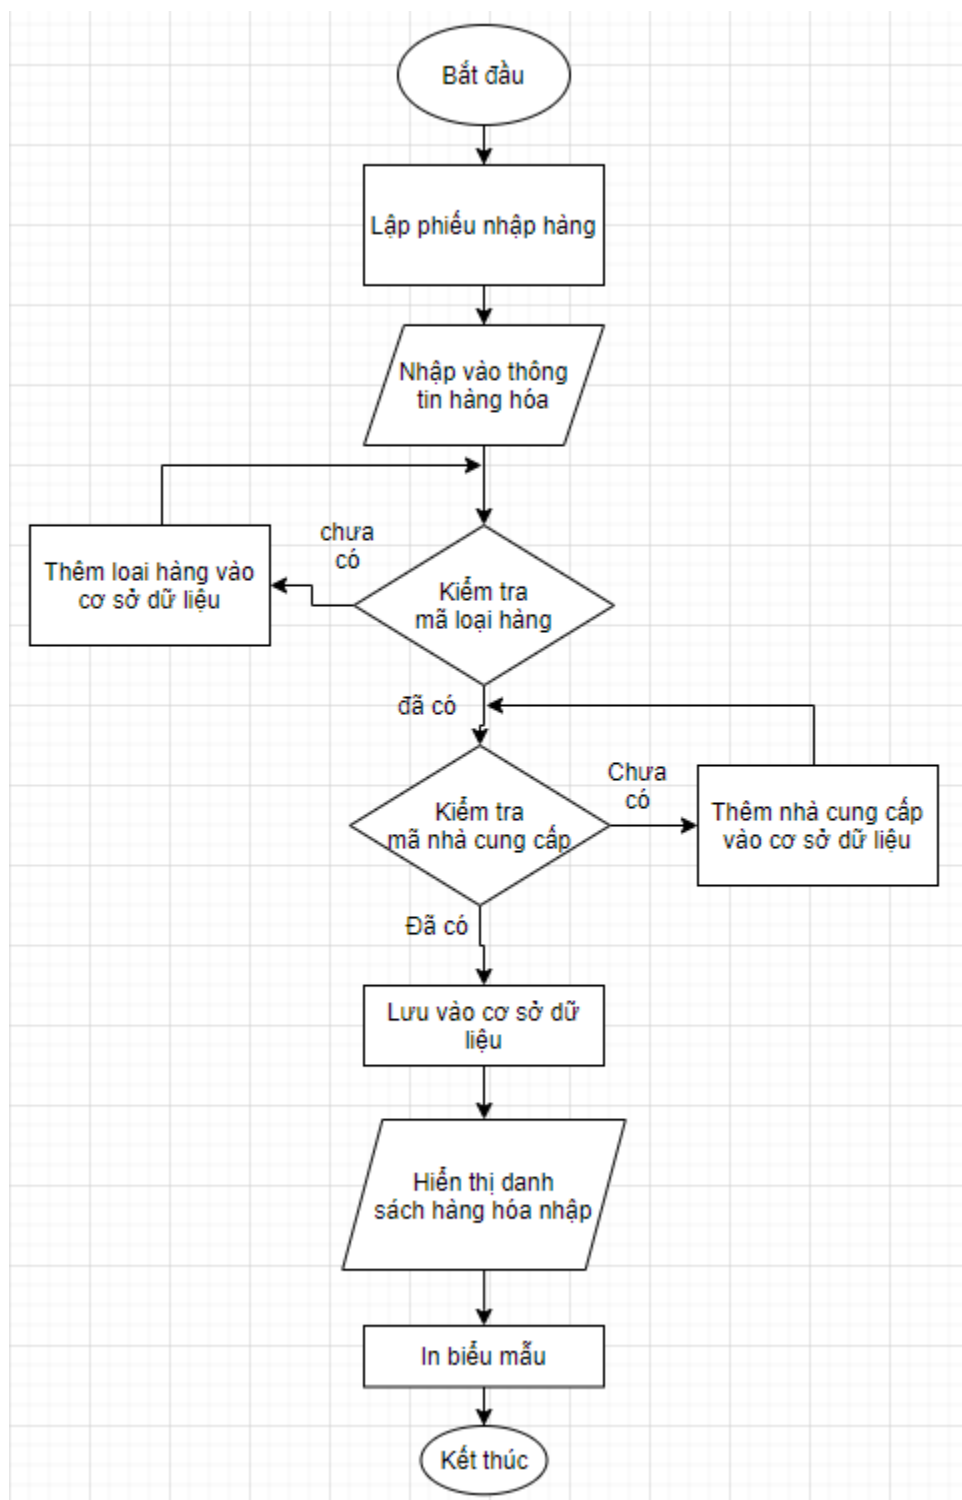 Bắt đầu
Lập phiếu nhập hàng
Nhập vào thông
tin hàng hóa
chưa
có
Thêm loai hàng vào
cơ sở dữ liệu
Kiểm tra
mã loại hàng
đã có
Chưa
có
Kiểm tra
mã nhà cung cấp
Thêm nhà cung cấp
vào cơ sở dữ liệu
Đã có
Lưu vào cơ sở dữ
liệu
Hiển thị danh
sách hàng hóa nhập
In biểu mẫu
Kết thúc